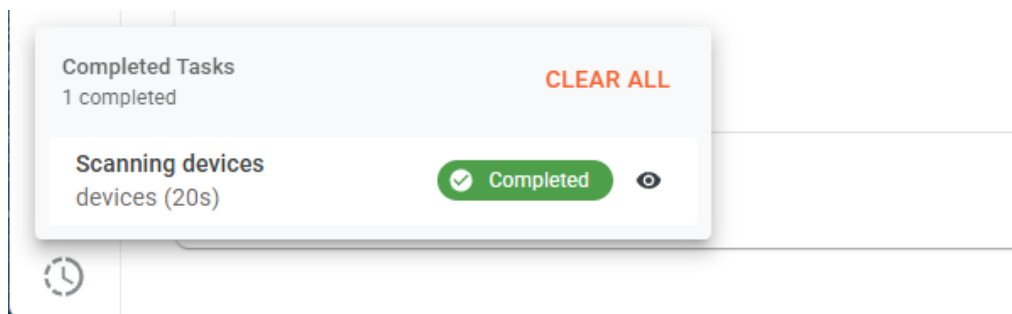 Completed Tasks
1 completed
CLEAR ALL
Scanning devices
devices (20s)
Completed